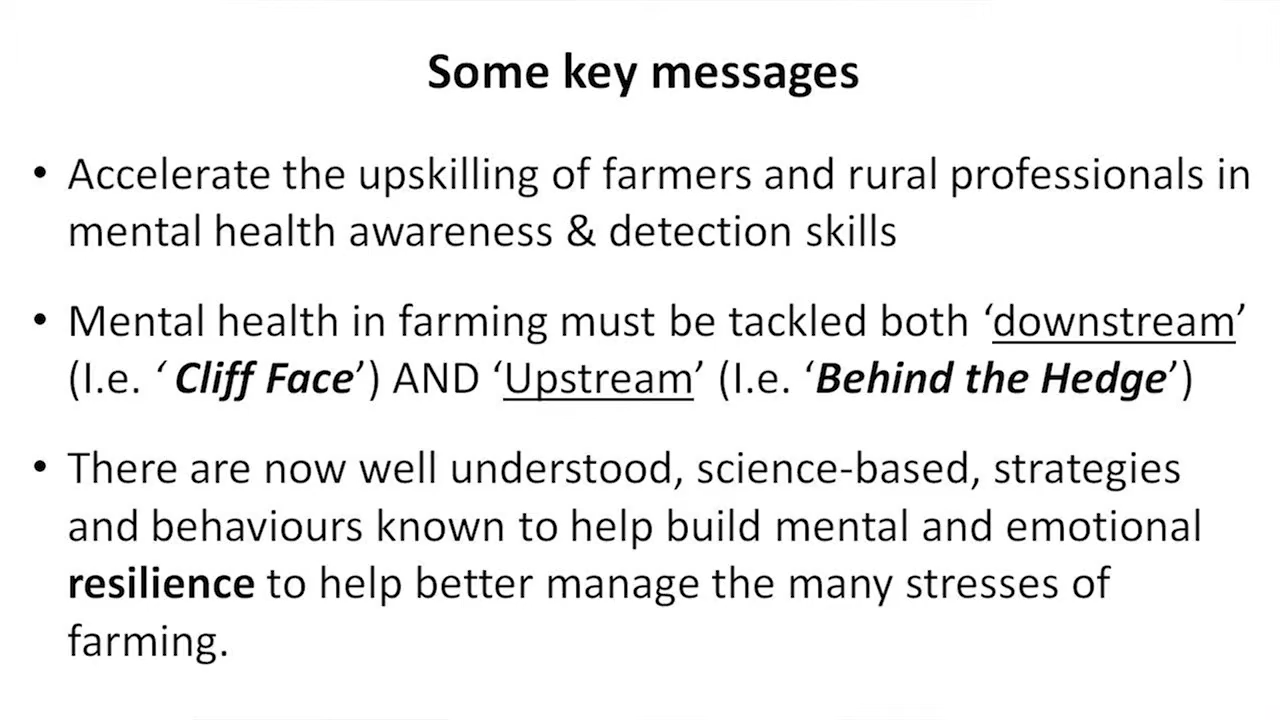 Some key messages
• Accelerate the upskilling of farmers and rural professionals in
mental health awareness & detection skills
• Mental health in farming must be tackled both ‘downstream’
(I.e. ‘ Cliff Face’) AND ‘Upstream’ (I.e. ‘Behind the Hedge’)
• There are now well understood, science-based, strategies
and behaviours known to help build mental and emotional
resilience to help better manage the many stresses of
farming.